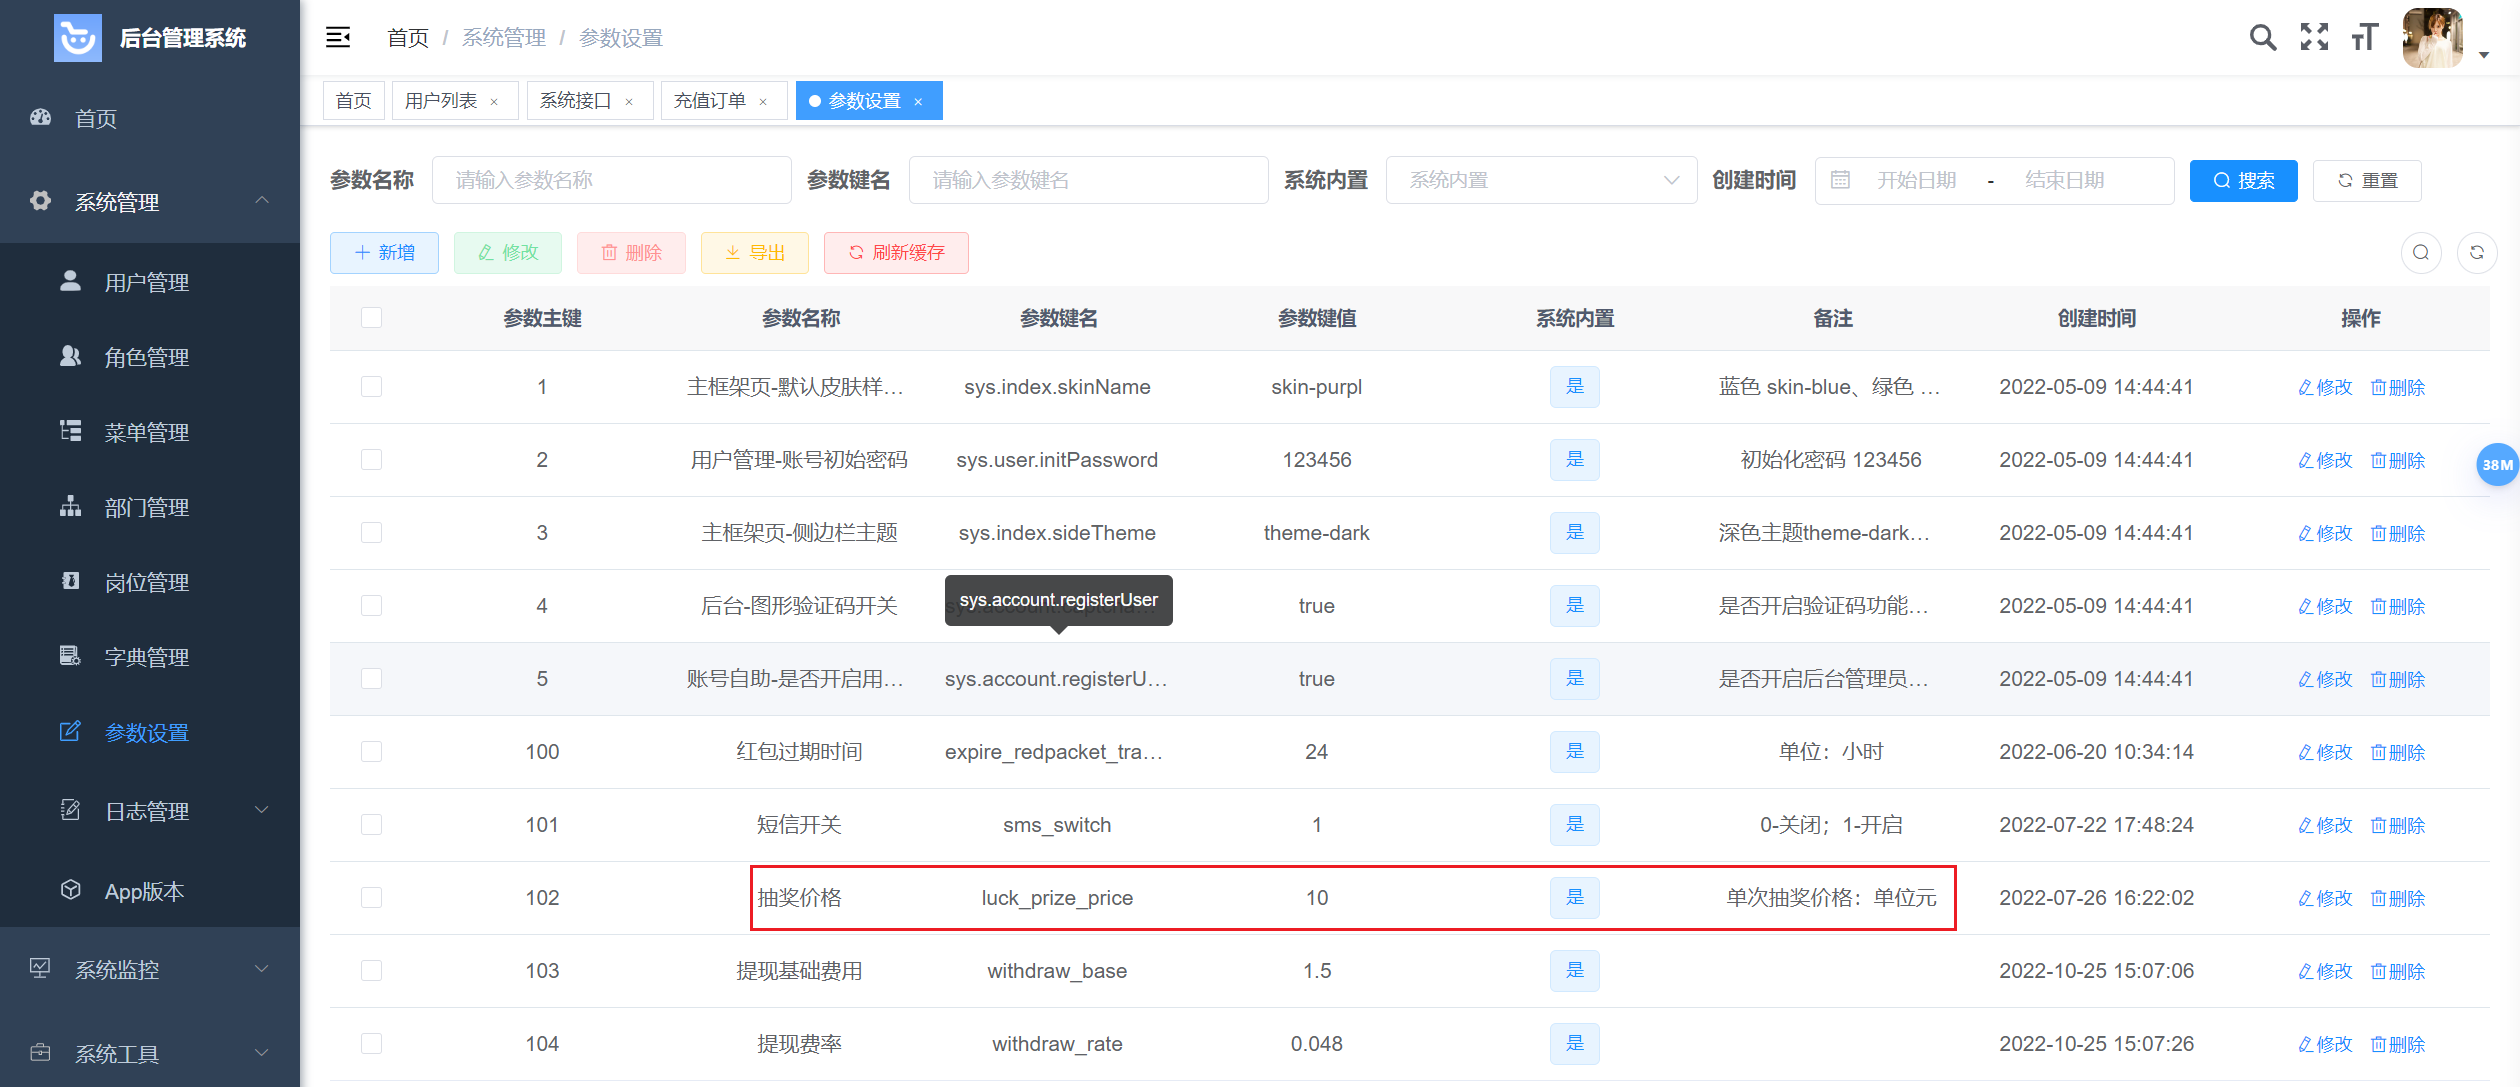 后台管理系统
首页 / 系统管理 / 参数设置
首页 用户列表 × 系统接口 × 充值订单 × 参数设置 ×
首页
系统管理
用户管理
角色管理
菜单管理
部门管理
岗位管理
字典管理
参数设置
日志管理
App版本
系统监控
系统工具
参数名称 请输入参数名称 参数键名 请输入参数键名 系统内置 系统内置 创建时间 开始日期 - 结束日期 搜索 重置
新增 修改 删除 导出 刷新缓存
参数主键 参数名称 参数键名 参数键值 系统内置 备注 创建时间 操作
1 主框架页-默认皮肤样… sys.index.skinName skin-purpl 是 蓝色 skin-blue、绿色 … 2022-05-09 14:44:41 修改 删除
2 用户管理-账号初始密码 sys.user.initPassword 123456 是 初始化密码 123456 2022-05-09 14:44:41 修改 删除
38M
3 主框架页-侧边栏主题 sys.index.sideTheme theme-dark 是 深色主题theme-dark… 2022-05-09 14:44:41 修改 删除
sys.account.registerUser
4 后台-图形验证码开关 true 是 是否开启验证码功能… 2022-05-09 14:44:41 修改 删除
5 账号自助-是否开启用… sys.account.registerU… true 是 是否开启后台管理员… 2022-05-09 14:44:41 修改 删除
100 红包过期时间 expire_redpacket_tra… 24 是 单位：小时 2022-06-20 10:34:14 修改 删除
101 短信开关 sms_switch 1 是 0-关闭；1-开启 2022-07-22 17:48:24 修改 删除
102 抽奖价格 luck_prize_price 10 是 单次抽奖价格：单位元 2022-07-26 16:22:02 修改 删除
103 提现基础费用 withdraw_base 1.5 是 2022-10-25 15:07:06 修改 删除
104 提现费率 withdraw_rate 0.048 是 2022-10-25 15:07:26 修改 删除